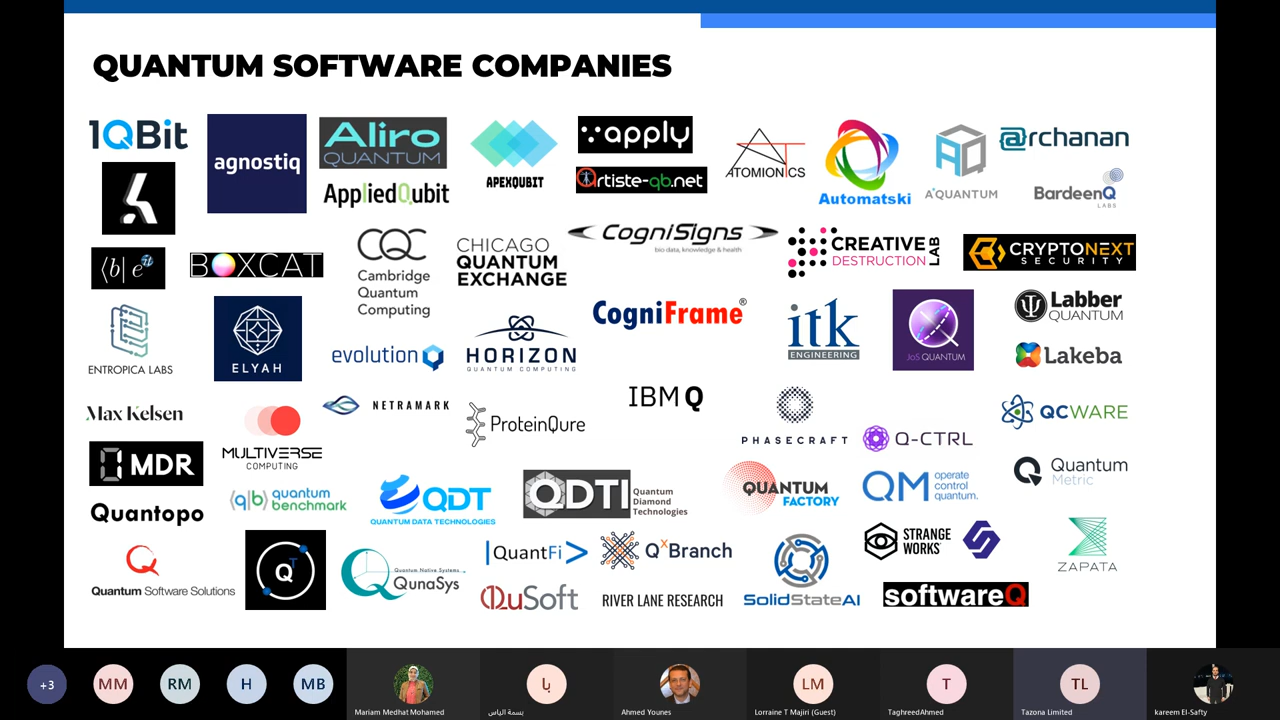 QUANTUM SOFTWARE COMPANIES
1QBit
agnostiq
Aliro
QUANTUM
AppliedQubit
APEXQUBIT
apply
artiste-qb.net
ATOMIONICS
Automatski
AQ
A*QUANTUM
@rchanan
BardeenQ
LABS
⟨b|e^iπ
BOXCAT
CQC
Cambridge
Quantum
Computing
CHICAGO
QUANTUM
EXCHANGE
CogniSigns
bio data, knowledge & health
CREATIVE
DESTRUCTION
LAB
CRYPTONEXT
SECURITY
ENTROPICA LABS
ELYAH
evolution
HORIZON
QUANTUM COMPUTING
CogniFrame®
itk
ENGINEERING
JoS QUANTUM
Labber
QUANTUM
Lakeba
Max Kelsen
MULTIVERSE
COMPUTING
NETRAMARK
ProteinQure
IBM Q
PHASECRAFT
Q-CTRL
QCWARE
MDR
Quantopo
⟨q|b⟩ quantum
benchmark
QDT
QUANTUM DATA TECHNOLOGIES
QDTI
Quantum
Diamond
Technologies
QUANTUM
FACTORY
QM
operate
control
quantum.
Quantum
Metric
Quantum Software Solutions
QT
Quantum Native Systems
QunaSys
|QuantFi>
QxBranch
QuSoft
RIVER LANE RESEARCH
SolidStateAI
STRANGE
WORKS
softwareQ
ZAPATA
+3
MM
RM
H
MB
Mariam Medhat Mohamed
با
بسمة الياس
Ahmed Younes
LM
Lorraine T Majiri (Guest)
T
TaghreedAhmed
TL
Tazona Limited
kareem El-Safty